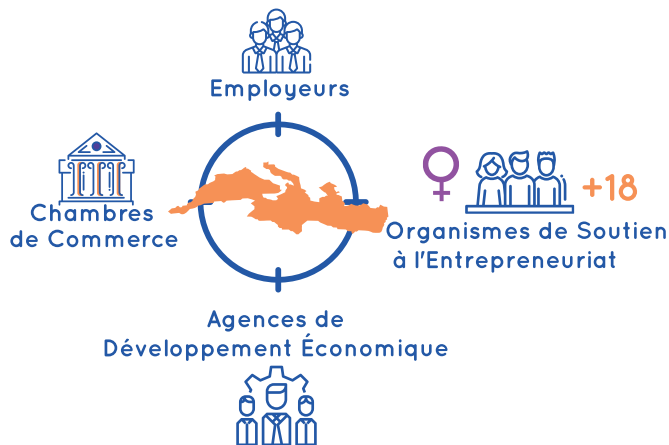 Employeurs
Chambres
de Commerce
+18
Organismes de Soutien
à l'Entrepreneuriat
Agences de
Développement Économique